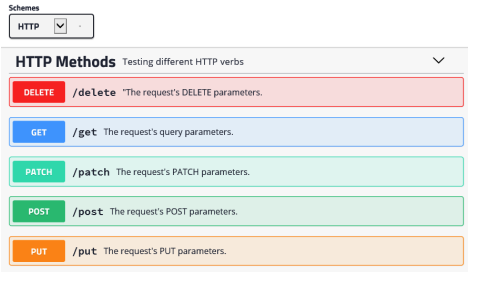 Schemes
HTTP
HTTP Methods Testing different HTTP verbs
DELETE /delete "The request's DELETE parameters.
GET /get The request's query parameters.
PATCH /patch The request's PATCH parameters.
POST /post The request's POST parameters.
PUT /put The request's PUT parameters.